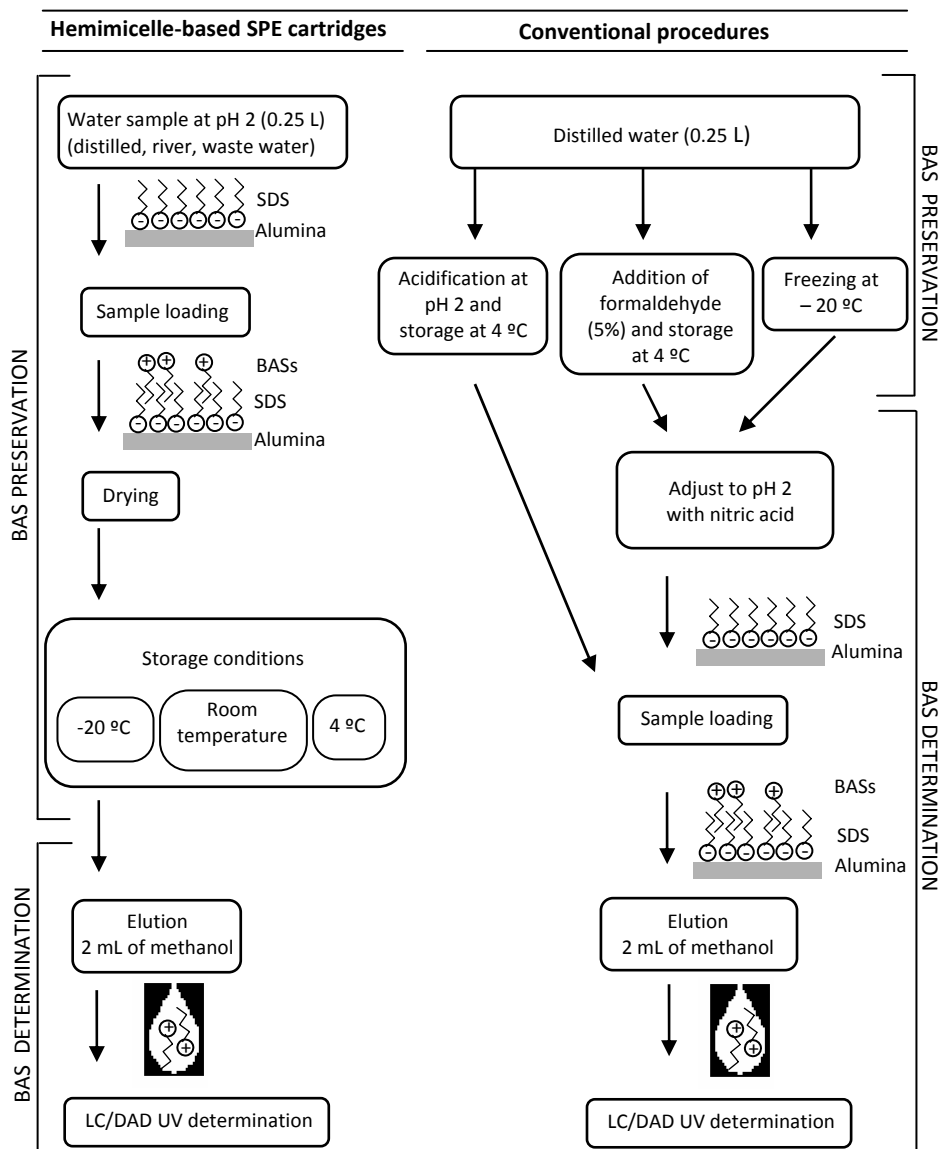 Hemimicelle-based SPE cartridges
Water sample at pH 2 (0.25 L)
(distilled, river, waste water)
SDS
Alumina
Sample loading
BASs
SDS
Alumina
Drying
Storage conditions
-20 ºC
Room
temperature
4 ºC
Elution
2 mL of methanol
LC/DAD UV determination
BAS PRESERVATION
BAS DETERMINATION
Conventional procedures
Distilled water (0.25 L)
Acidification at
pH 2 and
storage at 4 ºC
Addition of
formaldehyde
(5%) and storage
at 4 ºC
Freezing at
– 20 ºC
Adjust to pH 2
with nitric acid
SDS
Alumina
Sample loading
BASs
SDS
Alumina
Elution
2 mL of methanol
LC/DAD UV determination
BAS PRESERVATION
BAS DETERMINATION